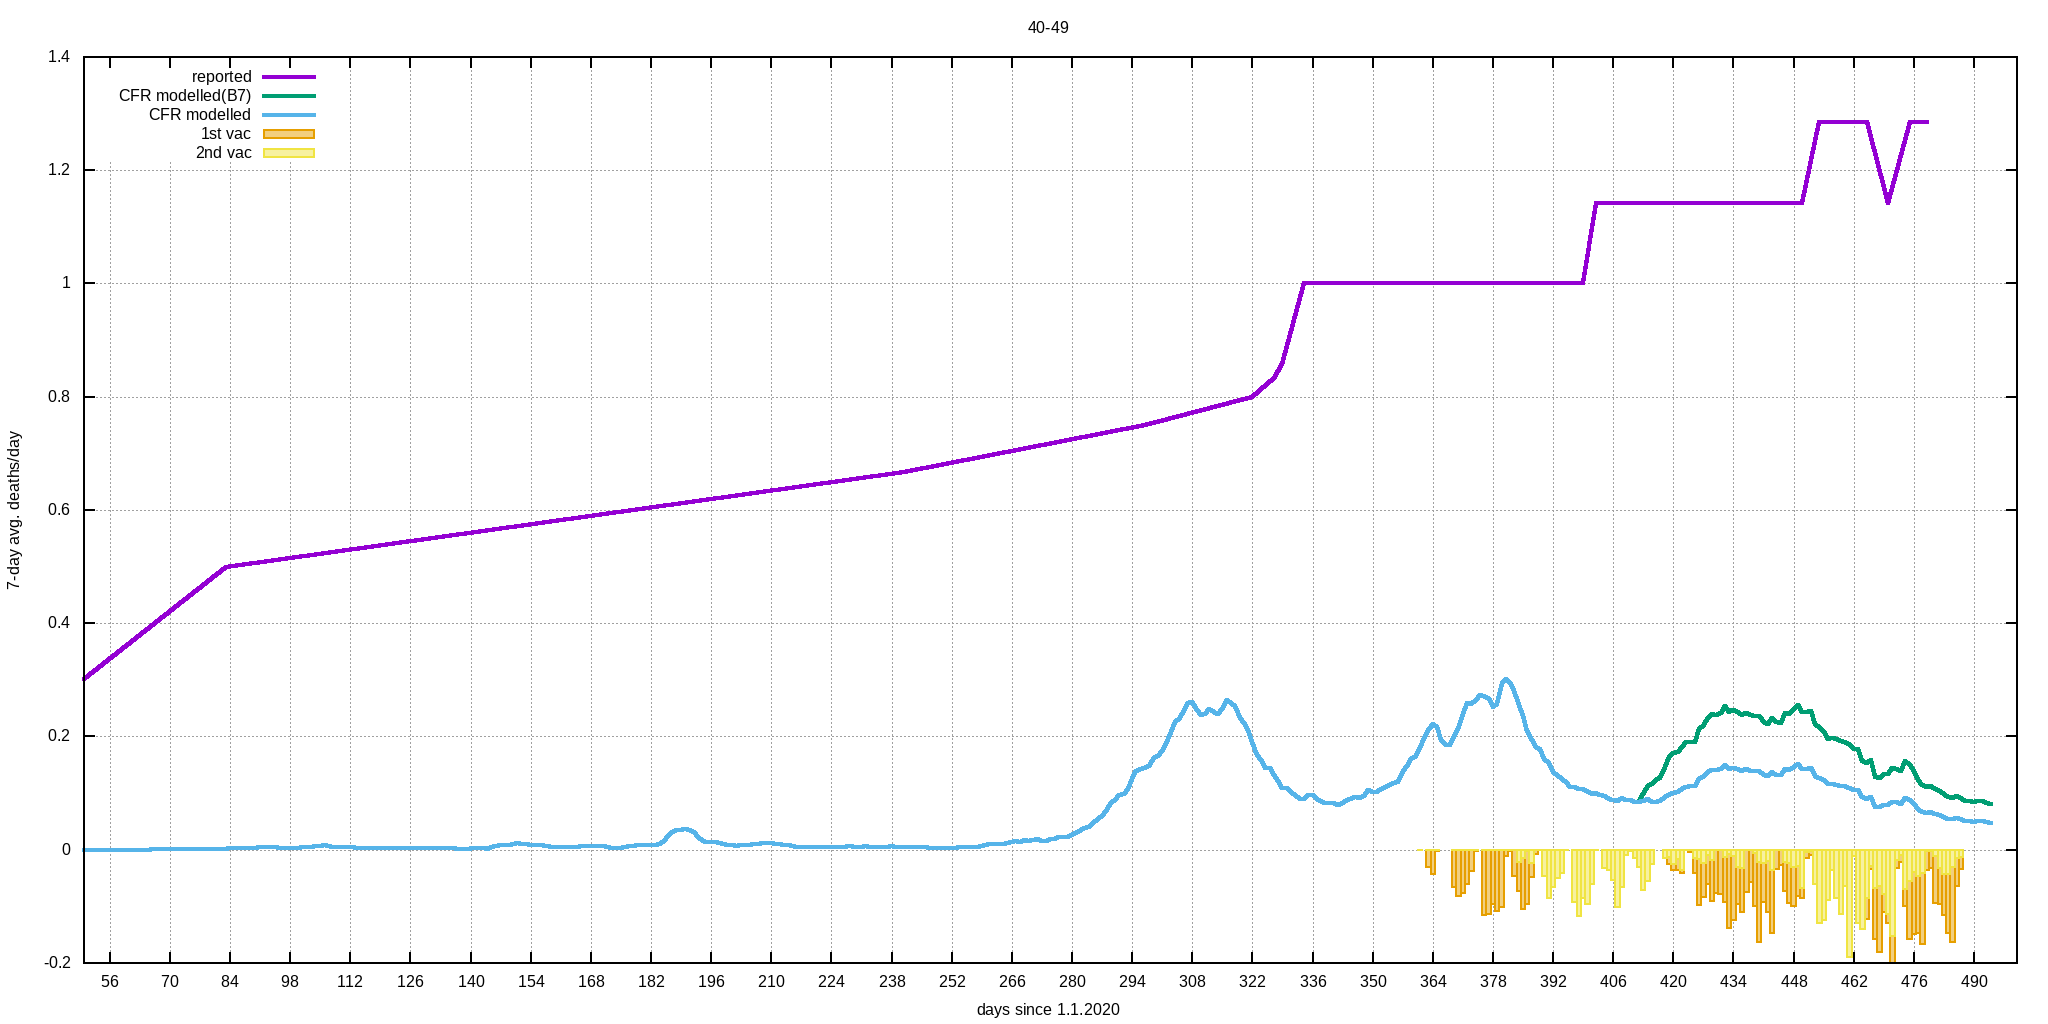 40-49
1.4
1.2
1
0.8
0.6
0.4
0.2
0
-0.2
7-day avg. deaths/day
reported
CFR modelled(B7)
CFR modelled
1st vac
2nd vac
56 70 84 98 112 126 140 154 168 182 196 210 224 238 252 266 280 294 308 322 336 350 364 378 392 406 420 434 448 462 476 490
days since 1.1.2020